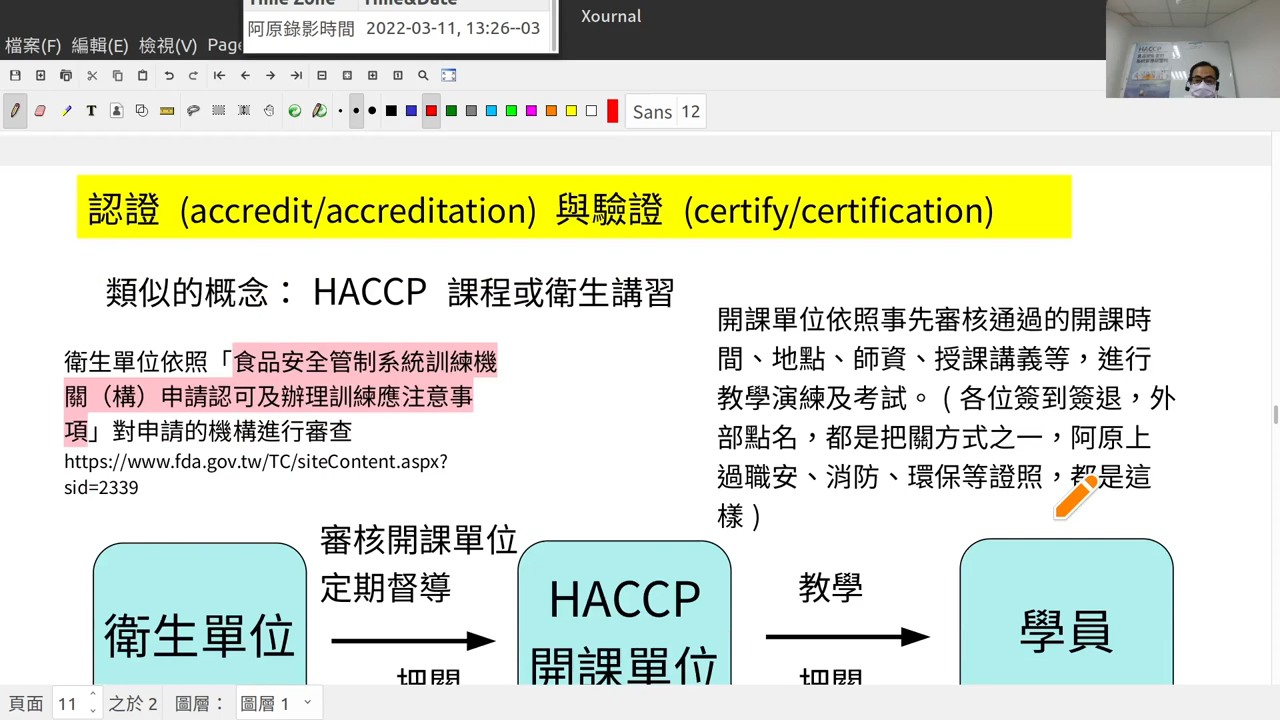 Time Zone Time&Date
阿原錄影時間 2022-03-11, 13:26--03
Xournal
檔案(F) 編輯(E) 檢視(V) Page
Sans 12
HACCP
認證 (accredit/accreditation) 與驗證 (certify/certification)
類似的概念： HACCP 課程或衛生講習
衛生單位依照「食品安全管制系統訓練機
關（構）申請認可及辦理訓練應注意事
項」對申請的機構進行審查
https://www.fda.gov.tw/TC/siteContent.aspx?
sid=2339
開課單位依照事先審核通過的開課時
間、地點、師資、授課講義等，進行
教學演練及考試。( 各位簽到簽退，外
部點名，都是把關方式之一，阿原上
過職安、消防、環保等證照，都是這
樣 )
審核開課單位
定期督導
把關
衛生單位
HACCP
開課單位
教學
把關
學員
頁面 11 之於 2 圖層： 圖層 1